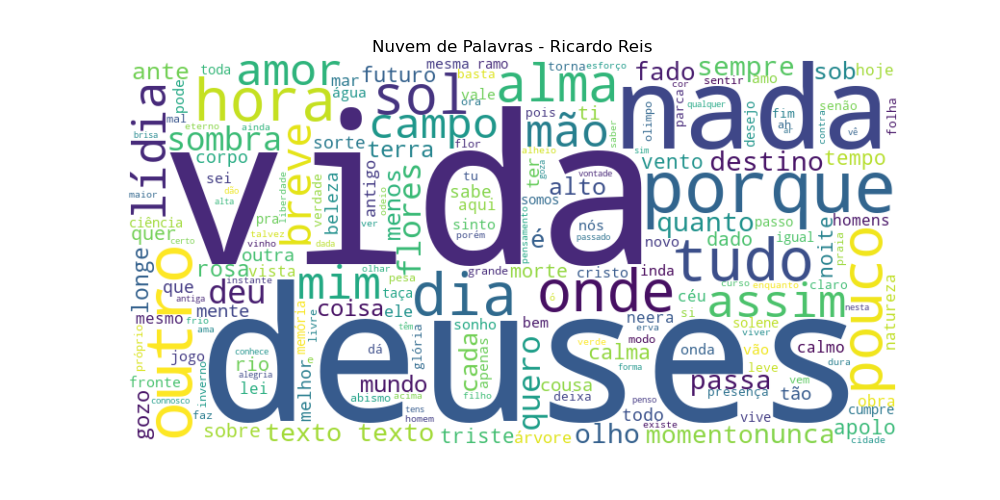 Nuvem de Palavras - Ricardo Reis
ante
toda
amor
mar
futuro
mesma ramo
basta
torna
esforço
fado
sempre
sob
hoje
pode
hora
água
sol
vale
ora
alma
cor
sentir
amo
senão
folha
mal
lídia
sombra
sorte
campo
pois
ti
parca
nada
qualquer
fim
ah
ar
contra
vê
brisa
eterno
ainda
breve
terra
flor
mão
saber
olimpo
desejo
corpo
verdade
antigo
menos
flores
alheio
sim
vento
destino
tempo
maior
sei
dão
liberdade
beleza
odeio
tu
sabe
aqui
ter
goza
vontade
alto
porque
ciência
alta
pra
vida
ver
sinto
somos
nós
quanto
passo
homens
quer
certo
talvez
vinho
dada
porém
é
passado
novo
dado
igual
noite
praia
longe
outro
outra
rosa
vista
olhar
pensamento
tudo
que
instante
mim
pesa
dia
grande
morte
cristo
linda
céu
curso
enquanto
claro
pouco
natureza
antiga
deu
coisa
taça
ele
ó
onde
si
assim
nesta
mesmo
mente
memória
livre
têm
glória
sonho
bem
neera
solene
viver
próprio
frio
ama
deuses
cada
apenas
verde
erva
modo
onda
vão
calmo
jogo
conhece
rio
dá
calma
forma
leve
dura
fronte
alegria
lei
melhor
abismo
mundo
acima
filho
quero
cousa
deixa
penso
passa
presença
vem
tão
obra
gozo
connosco
inverno
faz
tens
homem
todo
existe
vive
cumpre
sobre
texto texto
triste
árvore
olho
momento
nunca
apolo
cidade